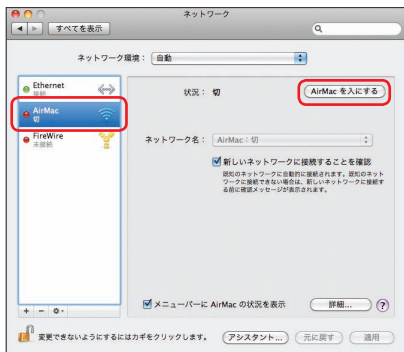 ネットワーク
すべてを表示
ネットワーク環境： 自動
Ethernet
接続
AirMac
切
FireWire
未接続
状況： 切
AirMac を入にする
ネットワーク名： AirMac：切
新しいネットワークに接続することを確認
既知のネットワークに自動的に接続されます。既知のネット
ワークに接続できない場合は、新しいネットワークに接続す
る前に確認メッセージが表示されます。
メニューバーに AirMac の状況を表示
詳細...
?
+ −
変更できないようにするにはカギをクリックします。
アシスタント...
元に戻す
適用